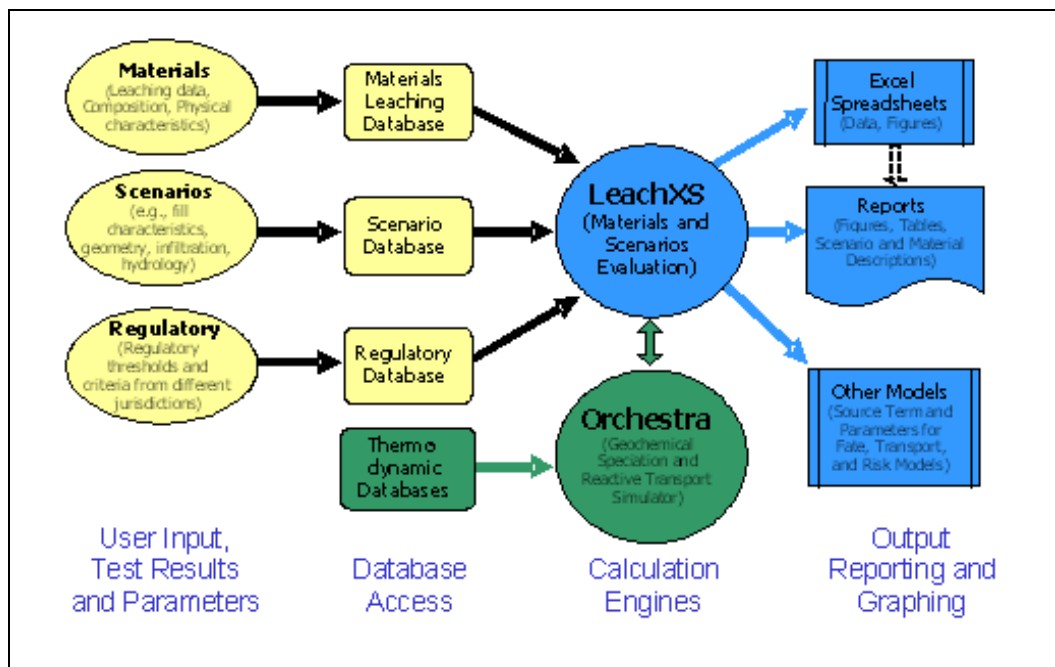 Materials
(Leaching data,
Composition, Physical
characteristics)
Materials
Leaching
Database
Excel
Spreadsheets
(Data, Figures)
Scenarios
(e.g., fill
characteristics,
geometry, infiltration,
hydrology)
Scenario
Database
LeachXS
(Materials and
Scenarios
Evaluation)
Reports
(Figures, Tables,
Scenario and Material
Descriptions)
Regulatory
(Regulatory
thresholds and
criteria from different
jurisdictions)
Regulatory
Database
Thermo
dynamic
Databases
Orchestra
(Geochemical
Speciation and
Reactive Transport
Simulator)
Other Models
(Source Term and
Parameters for
Fate, Transport,
and Risk Models)
User Input,
Test Results
and Parameters
Database
Access
Calculation
Engines
Output
Reporting and
Graphing